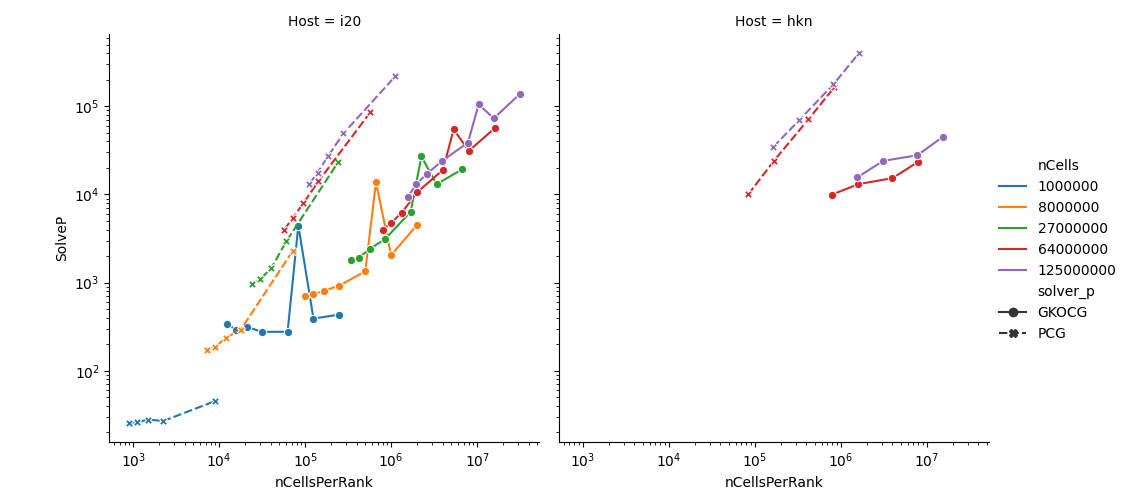 Host = i20
Host = hkn
SolveP
10^5
10^4
10^3
10^2
10^3
10^4
10^5
10^6
10^7
nCellsPerRank
10^3
10^4
10^5
10^6
10^7
nCellsPerRank
nCells
1000000
8000000
27000000
64000000
125000000
solver_p
GKOCG
PCG